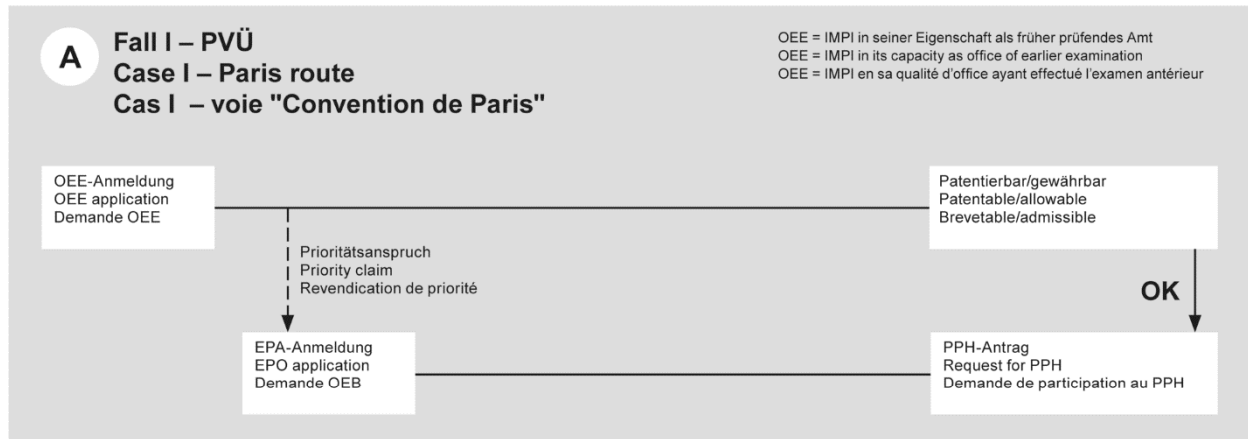 A
Fall I – PVÜ
Case I – Paris route
Cas I – voie "Convention de Paris"
OEE = IMPI in seiner Eigenschaft als früher prüfendes Amt
OEE = IMPI in its capacity as office of earlier examination
OEE = IMPI en sa qualité d'office ayant effectué l'examen antérieur
OEE-Anmeldung
OEE application
Demande OEE
Patentierbar/gewährbar
Patentable/allowable
Brevetable/admissible
Prioritätsanspruch
Priority claim
Revendication de priorité
OK
EPA-Anmeldung
EPO application
Demande OEB
PPH-Antrag
Request for PPH
Demande de participation au PPH